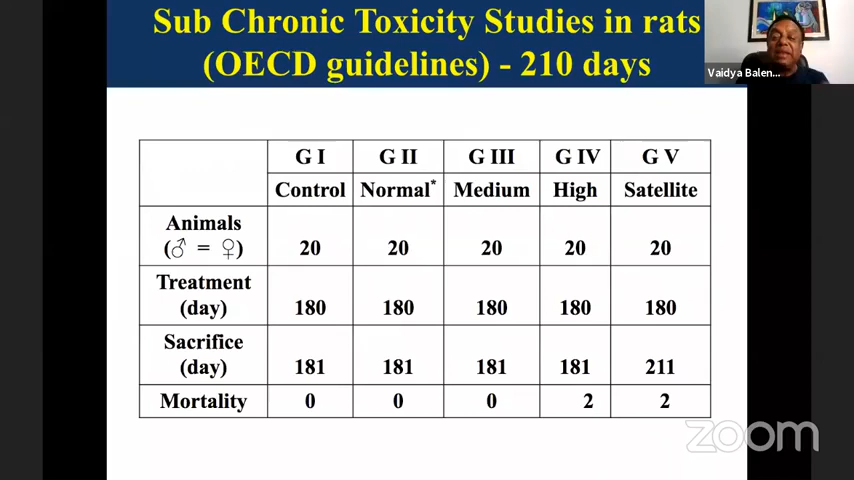 Sub Chronic Toxicity Studies in rats
(OECD guidelines) - 210 days
Vaidya Balen...
G I G II G III G IV G V
Control Normal* Medium High Satellite
Animals
(♂ = ♀) 20 20 20 20 20
Treatment
(day) 180 180 180 180 180
Sacrifice
(day) 181 181 181 181 211
Mortality 0 0 0 2 2
zoom